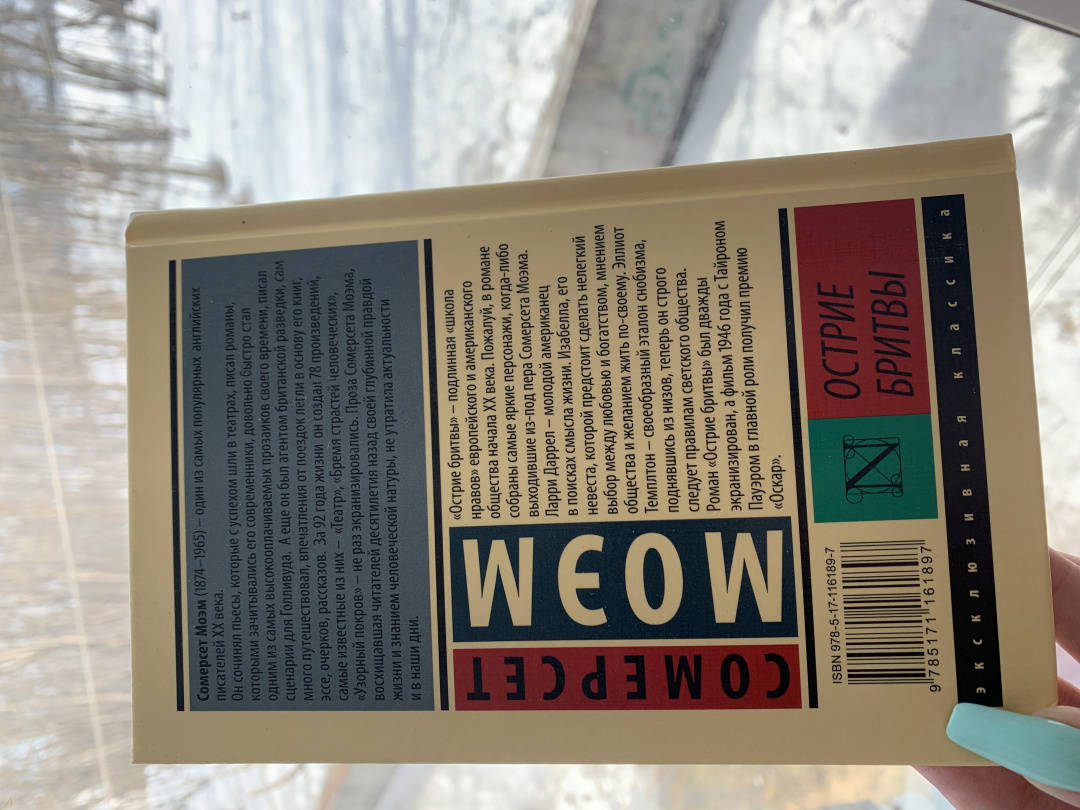 Сомерсет Моэм (1874–1965) – один из самых популярных английских
писателей XX века.
Он сочинял пьесы, которые с успехом шли в театрах, писал романы,
которыми зачитывались его современники, довольно быстро стал
одним из самых высокооплачиваемых прозаиков своего времени, писал
сценарии для Голливуда. А еще он был агентом британской разведки, сам
много путешествовал, впечатления от поездок легли в основу его книг,
эссе, очерков, рассказов. За 92 года жизни он создал 78 произведений,
самые известные из них – «Театр», «Бремя страстей человеческих»,
«Узорный покров» – не раз экранизировались. Проза Сомерсета Моэма,
восхищавшая читателей десятилетия назад своей глубинной правдой
жизни и знанием человеческой натуры, не утратила актуальности
и в наши дни.
СОМЕРСЕТ
МОЭМ
«Острие бритвы» – подлинная «школа
нравов» европейского и американского
общества начала XX века. Пожалуй, в романе
собраны самые яркие персонажи, когда-либо
выходившие из-под пера Сомерсета Моэма.
Ларри Даррел – молодой американец
в поисках смысла жизни. Изабелла, его
невеста, которой предстоит сделать нелегкий
выбор между любовью и богатством, мнением
общества и желанием жить по-своему. Эллиот
Темплтон – своеобразный эталон снобизма,
поднявшись из низов, теперь он строго
следует правилам светского общества.
Роман «Острие бритвы» был дважды
экранизирован, а фильм 1946 года с Тайроном
Пауэром в главной роли получил премию
«Оскар».
ISBN 978-5-17-116189-7
9 785171 161897
ОСТРИЕ
БРИТВЫ
эксклюзивная классика